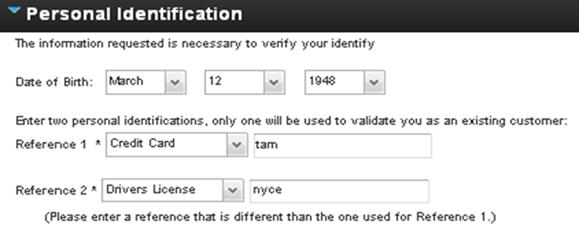 Personal Identification
The information requested is necessary to verify your identify
Date of Birth: March 12 1948
Enter two personal identifications, only one will be used to validate you as an existing customer:
Reference 1 * Credit Card tam
Reference 2 * Drivers License nyce
(Please enter a reference that is different than the one used for Reference 1.)